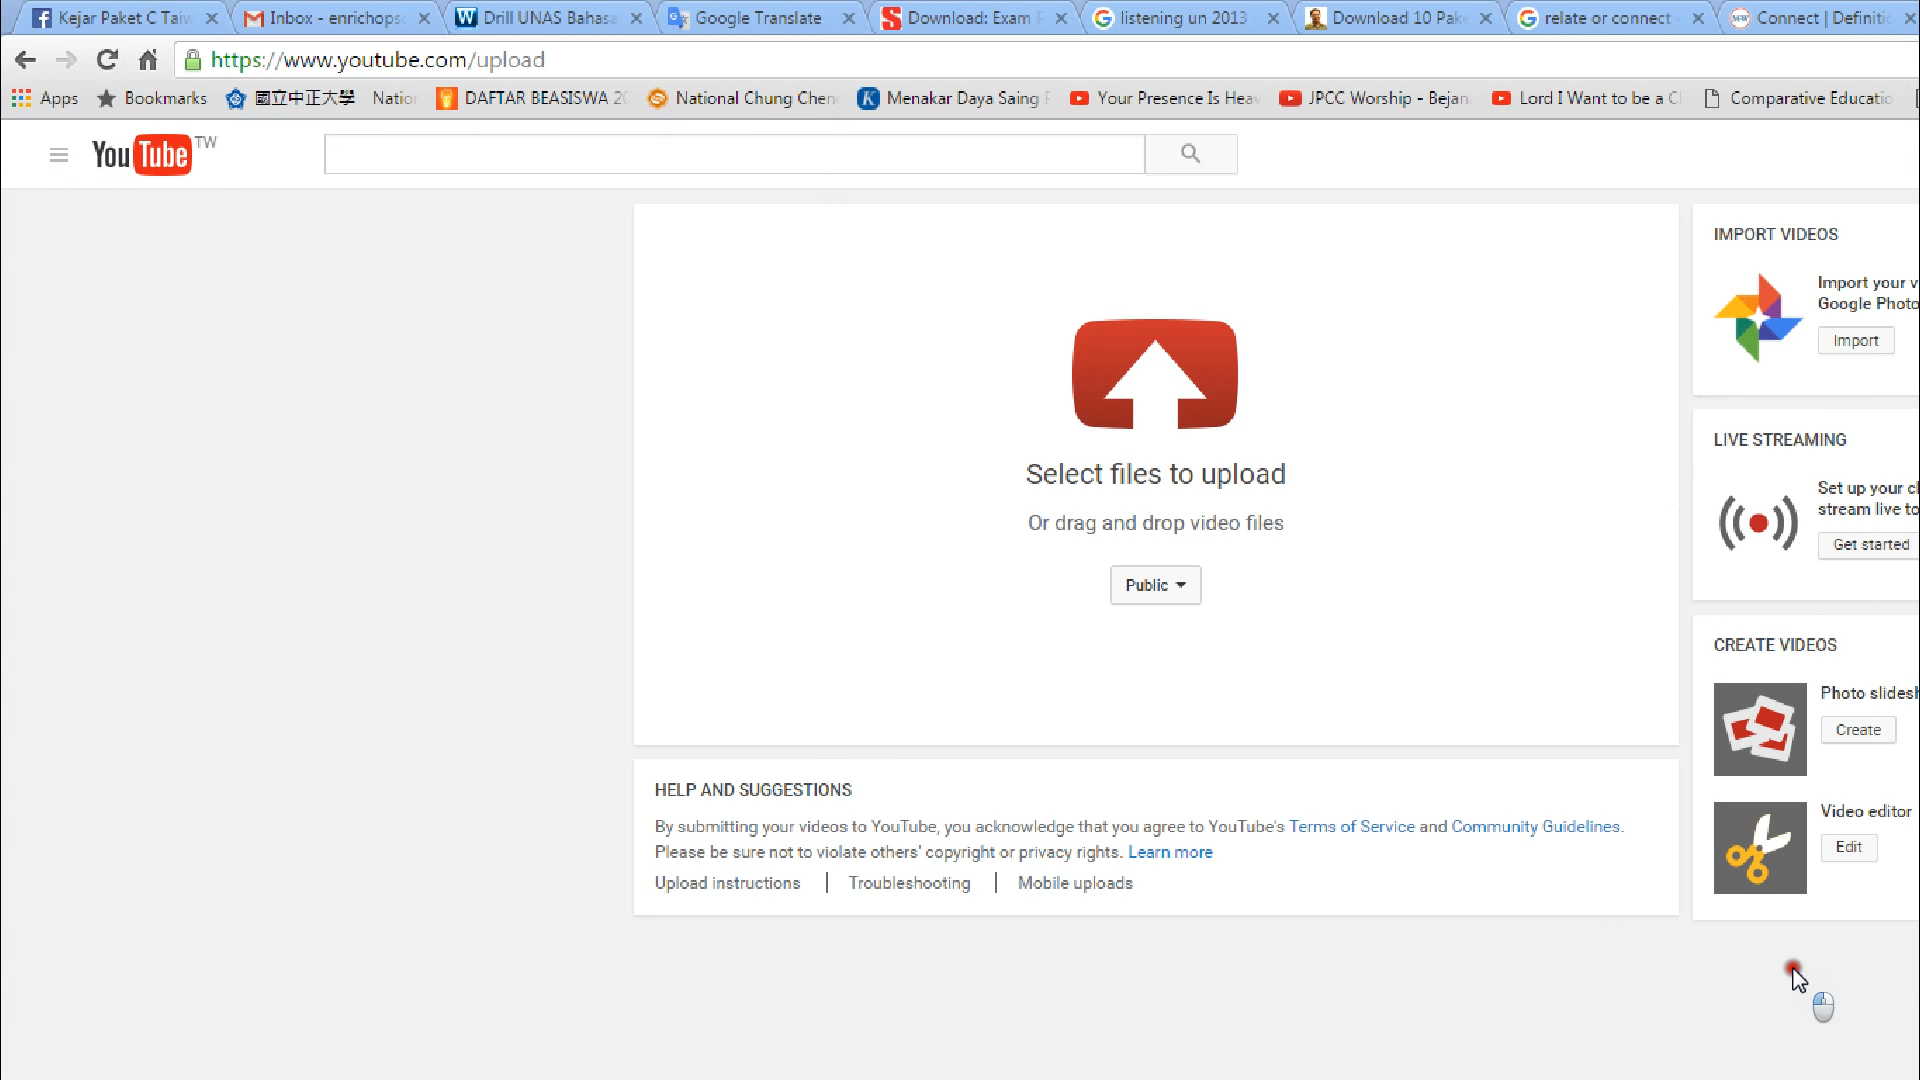 Kejar Paket C Taiw
Inbox - enrichops
Drill UNAS Bahasa
Google Translate
Download: Exam
listening un 2013
Download 10 Pak
relate or connect
Connect | Definiti
https://www.youtube.com/upload
Apps
Bookmarks
國立中正大學 Nation
DAFTAR BEASISWA 20
National Chung Chen
Menakar Daya Saing
Your Presence Is Hea
JPCC Worship - Bejan
Lord I Want to be a C
Comparative Educatio
YouTube TW
Select files to upload
Or drag and drop video files
Public
HELP AND SUGGESTIONS
By submitting your videos to YouTube, you acknowledge that you agree to YouTube's Terms of Service and Community Guidelines.
Please be sure not to violate others' copyright or privacy rights. Learn more
Upload instructions | Troubleshooting | Mobile uploads
IMPORT VIDEOS
Import your v
Google Photo
Import
LIVE STREAMING
Set up your cl
stream live to
Get started
CREATE VIDEOS
Photo slidesh
Create
Video editor
Edit